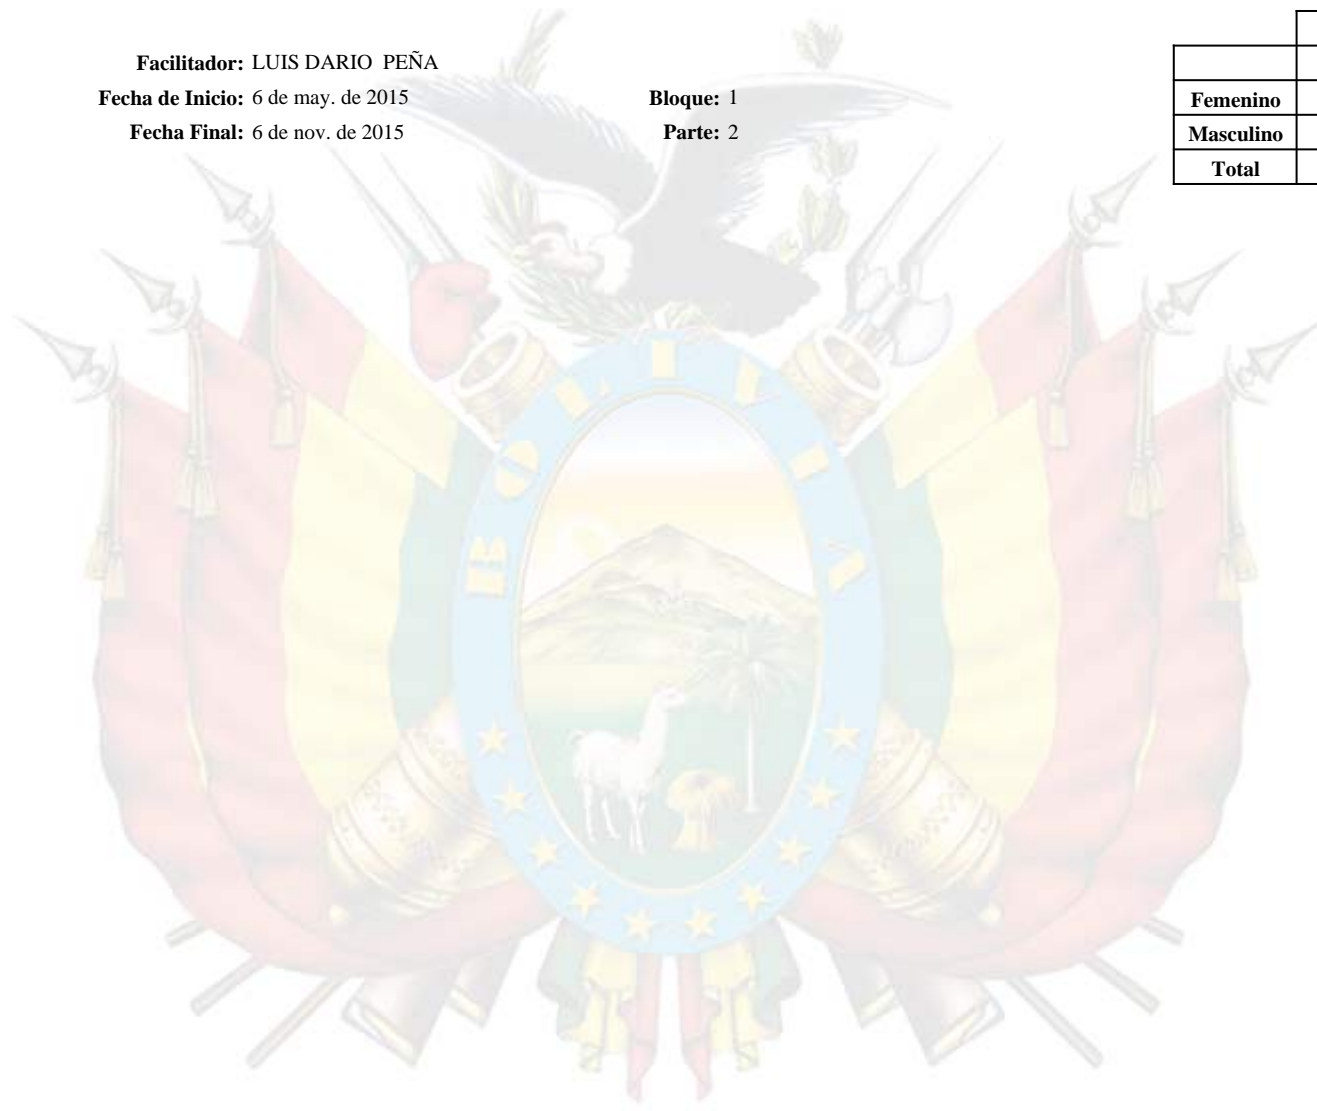 Facilitador: LUIS DARIO PEÑA
Fecha de Inicio: 6 de may. de 2015 Bloque: 1
Fecha Final: 6 de nov. de 2015 Parte: 2
Femenino
Masculino
Total
BOLIVIA